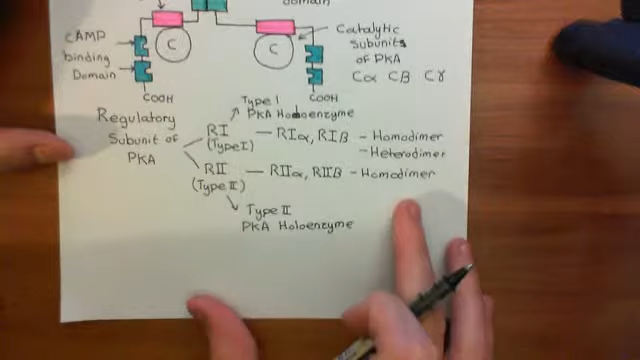 domain
cAMP
binding
Domain
C
C
Catalytic
Subunits
of PKA
Cα Cβ Cγ
COOH
COOH
Regulatory
Subunit of
PKA
Type I
PKA Holoenzyme
RI
(Type I)
— RIα, RIβ - Homodimer
- Heterodimer
RII
(Type II)
— RIIα, RIIβ - Homodimer
Type II
PKA Holoenzyme